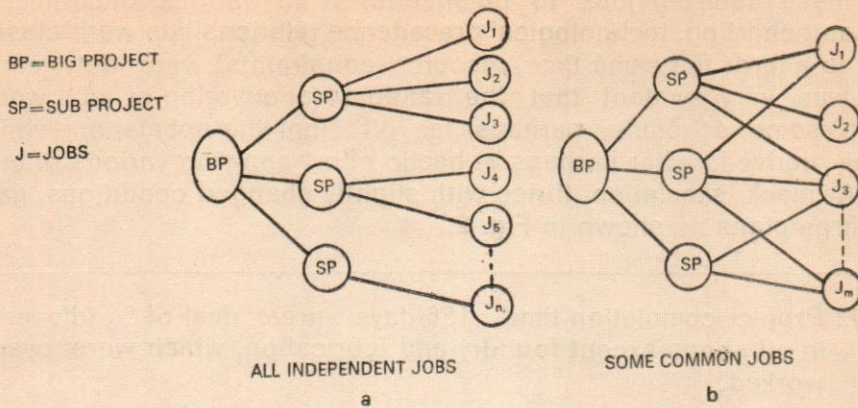 BP=BIG PROJECT
SP=SUB PROJECT
J=JOBS
BP
SP
SP
SP
J1
J2
J3
J4
J5
Jn
ALL INDEPENDENT JOBS
a
BP
SP
SP
SP
J1
J2
J3
Jm
SOME COMMON JOBS
b